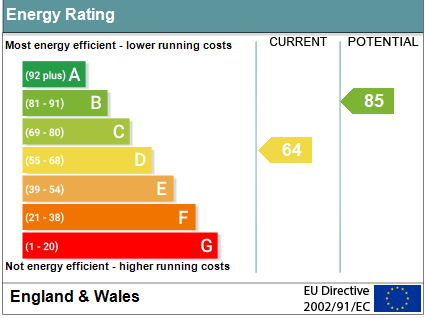 Energy Rating
CURRENT POTENTIAL
Most energy efficient - lower running costs
(92 plus) A
(81 - 91) B
85
(69 - 80) C
(55 - 68) D
64
(39 - 54) E
(21 - 38) F
(1 - 20) G
Not energy efficient - higher running costs
England & Wales
EU Directive
2002/91/EC